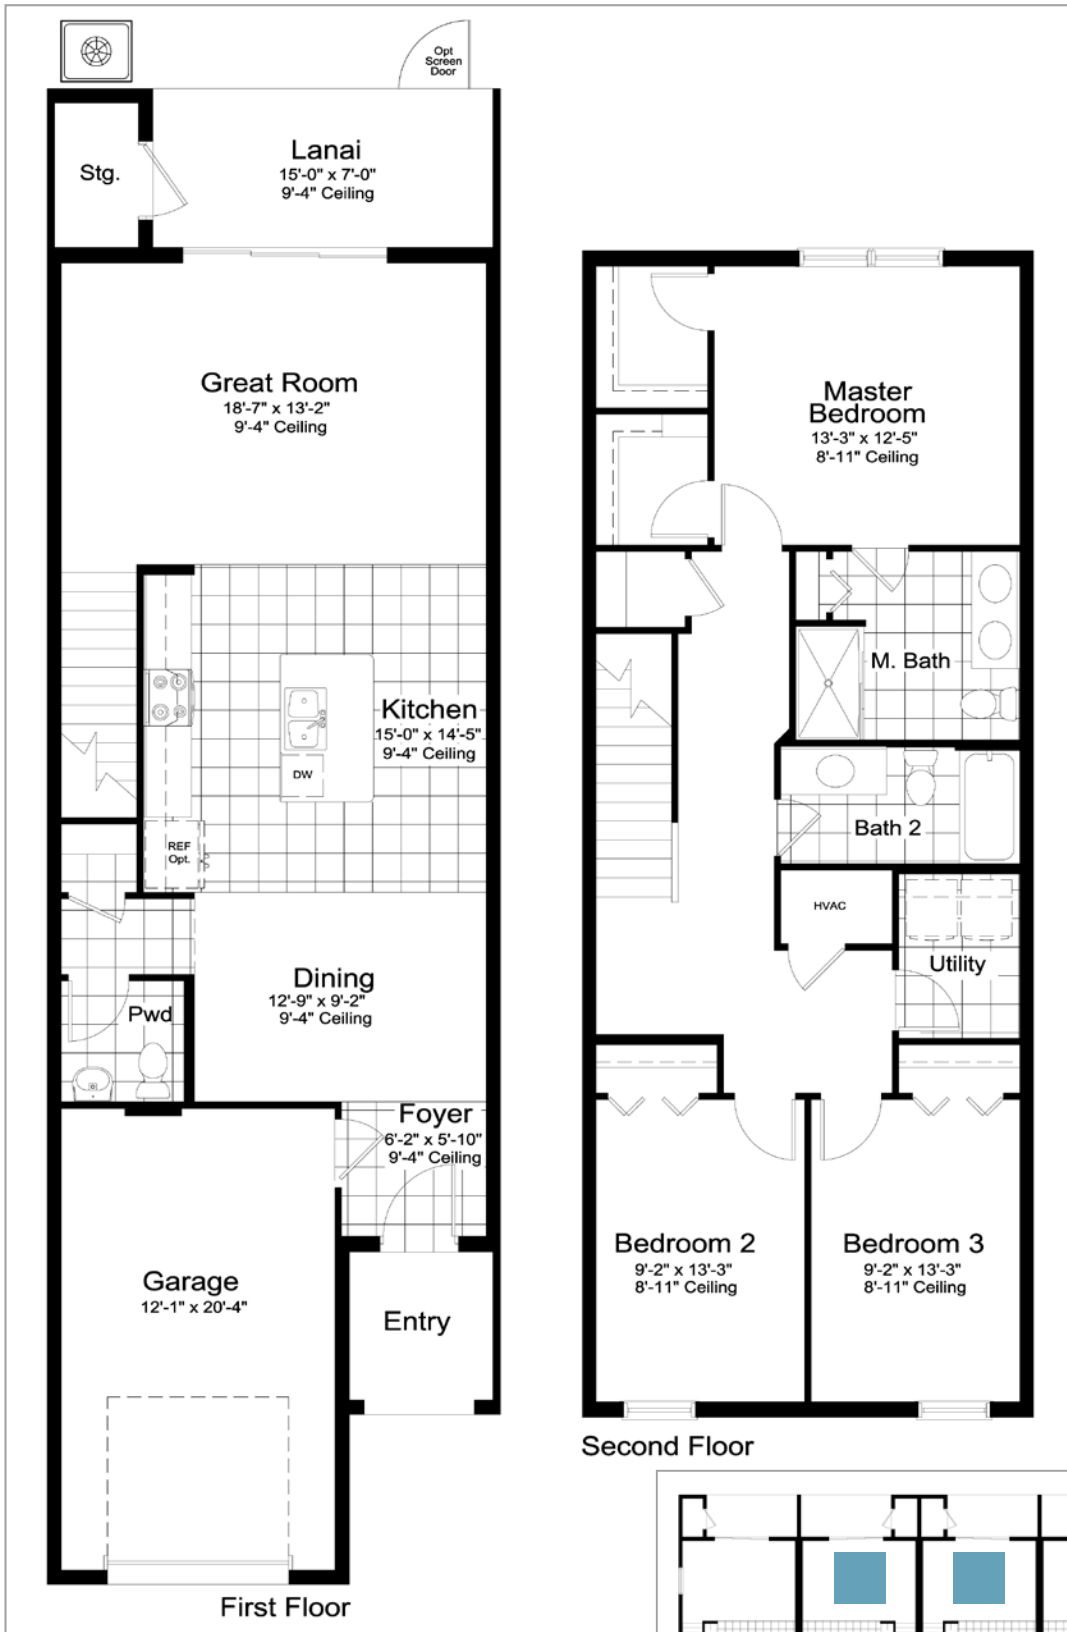 Opt
Screen
Door
Stg.
Lanai
15'-0" x 7'-0"
9'-4" Ceiling
Great Room
18'-7" x 13'-2"
9'-4" Ceiling
Kitchen
15'-0" x 14'-5"
9'-4" Ceiling
DW
REF
Opt.
Dining
12'-9" x 9'-2"
9'-4" Ceiling
Pwd
Foyer
6'-2" x 5'-10"
9'-4" Ceiling
Garage
12'-1" x 20'-4"
Entry
First Floor
Master
Bedroom
13'-3" x 12'-5"
8'-11" Ceiling
M. Bath
Bath 2
HVAC
Utility
Bedroom 2
9'-2" x 13'-3"
8'-11" Ceiling
Bedroom 3
9'-2" x 13'-3"
8'-11" Ceiling
Second Floor